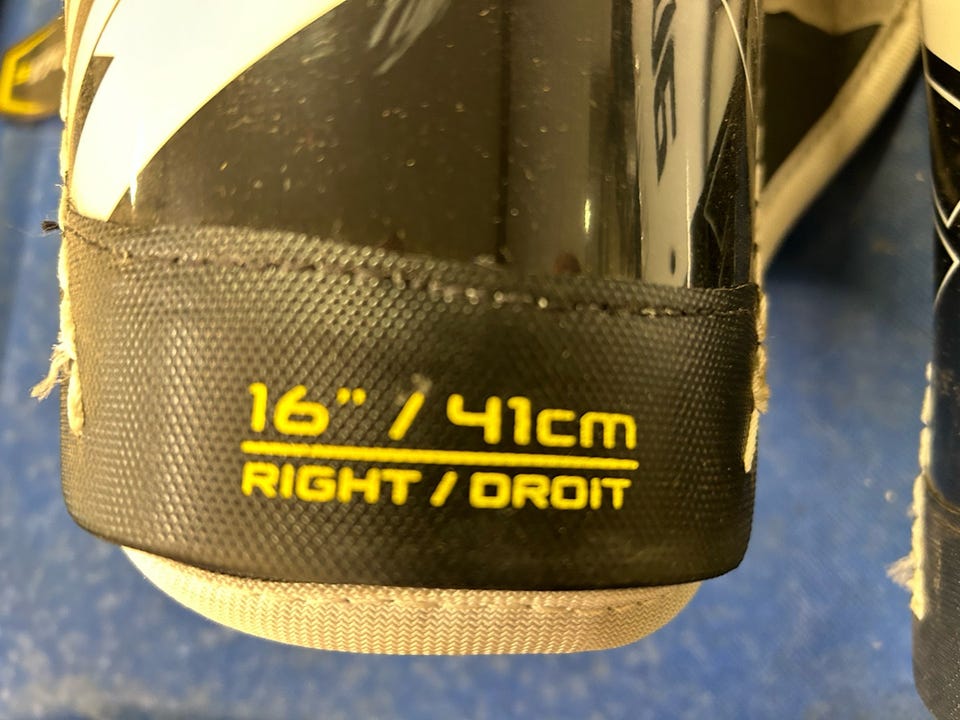 16" / 41cm
RIGHT / DROIT